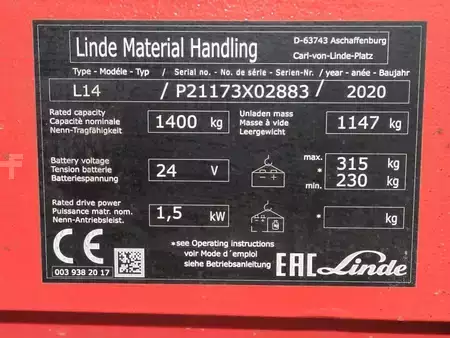 Linde Material Handling
D-63743 Aschaffenburg
Carl-von-Linde-Platz
Type - Modéle - Typ / Serial no. - No. de série - Serien-Nr. / year - anée - Baujahr
L14 / P21173X02883 / 2020
Rated capacity
Capacité nominale
Nenn-Tragfähigkeit
1400 kg
Unladen mass
Masse à vide
Leergewicht
1147 kg
Battery voltage
Tension batterie
Batteriespannung
24 V
max. 315 kg
* min. 230 kg
Rated drive power
Puissance matr. nom.
Nenn-Antriebsleist.
1,5 kW
* kg
*see Operating instructions
voir Mode d´emploi
siehe Betriebsanleitung
CE
003 938 20 17
EAC
Linde